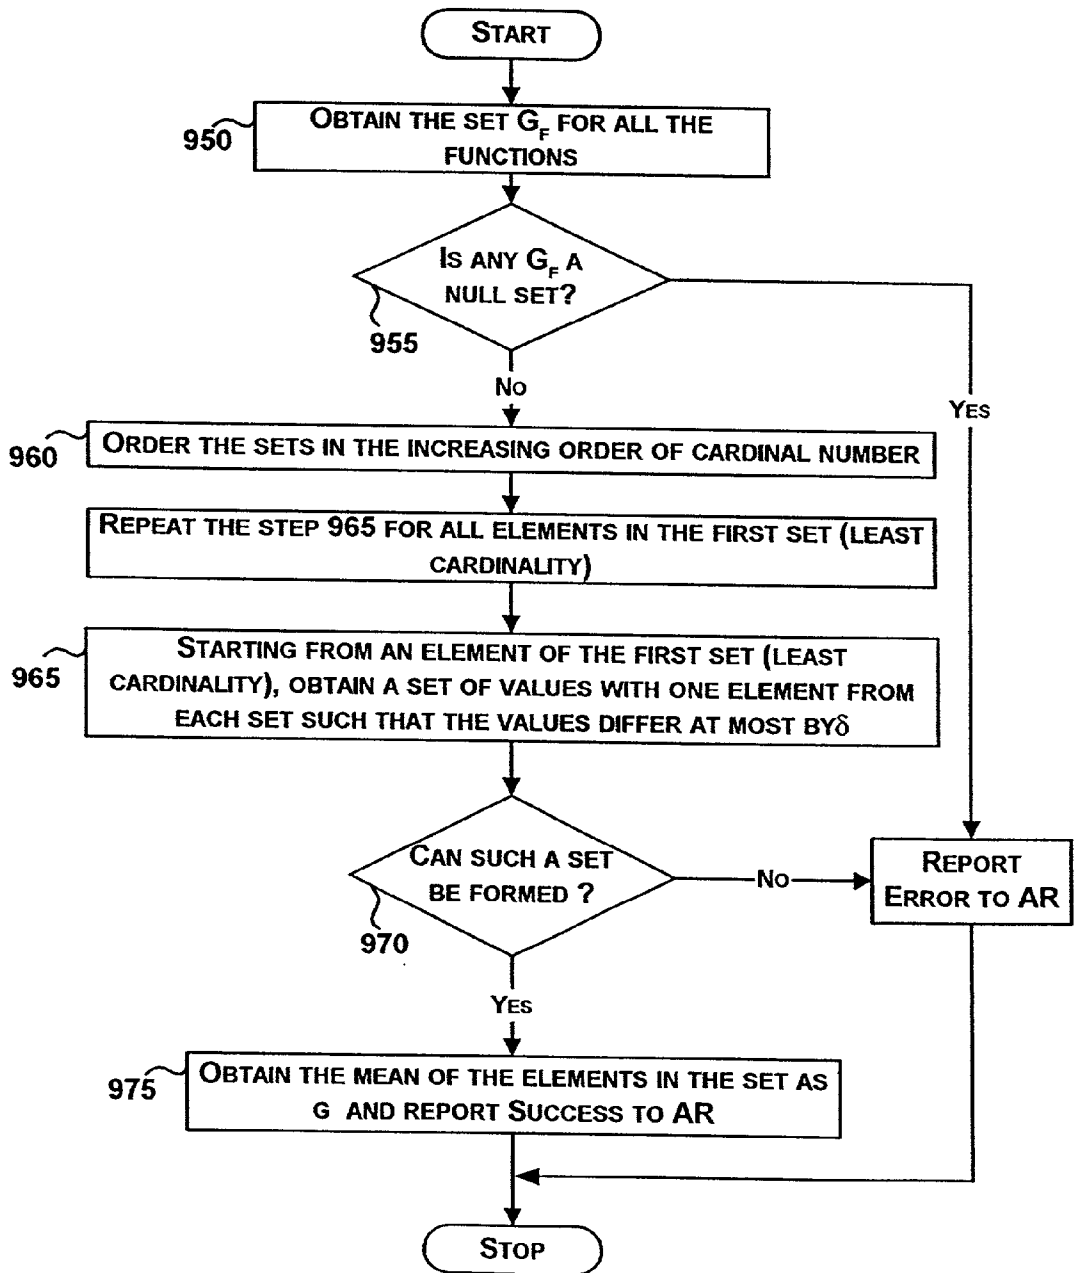 START
950
OBTAIN THE SET G_F FOR ALL THE
FUNCTIONS
IS ANY G_F A
NULL SET?
955
NO
YES
960
ORDER THE SETS IN THE INCREASING ORDER OF CARDINAL NUMBER
REPEAT THE STEP 965 FOR ALL ELEMENTS IN THE FIRST SET (LEAST
CARDINALITY)
965
STARTING FROM AN ELEMENT OF THE FIRST SET (LEAST
CARDINALITY), OBTAIN A SET OF VALUES WITH ONE ELEMENT FROM
EACH SET SUCH THAT THE VALUES DIFFER AT MOST BYδ
CAN SUCH A SET
BE FORMED ?
970
NO
REPORT
ERROR TO AR
YES
975
OBTAIN THE MEAN OF THE ELEMENTS IN THE SET AS
G AND REPORT SUCCESS TO AR
STOP